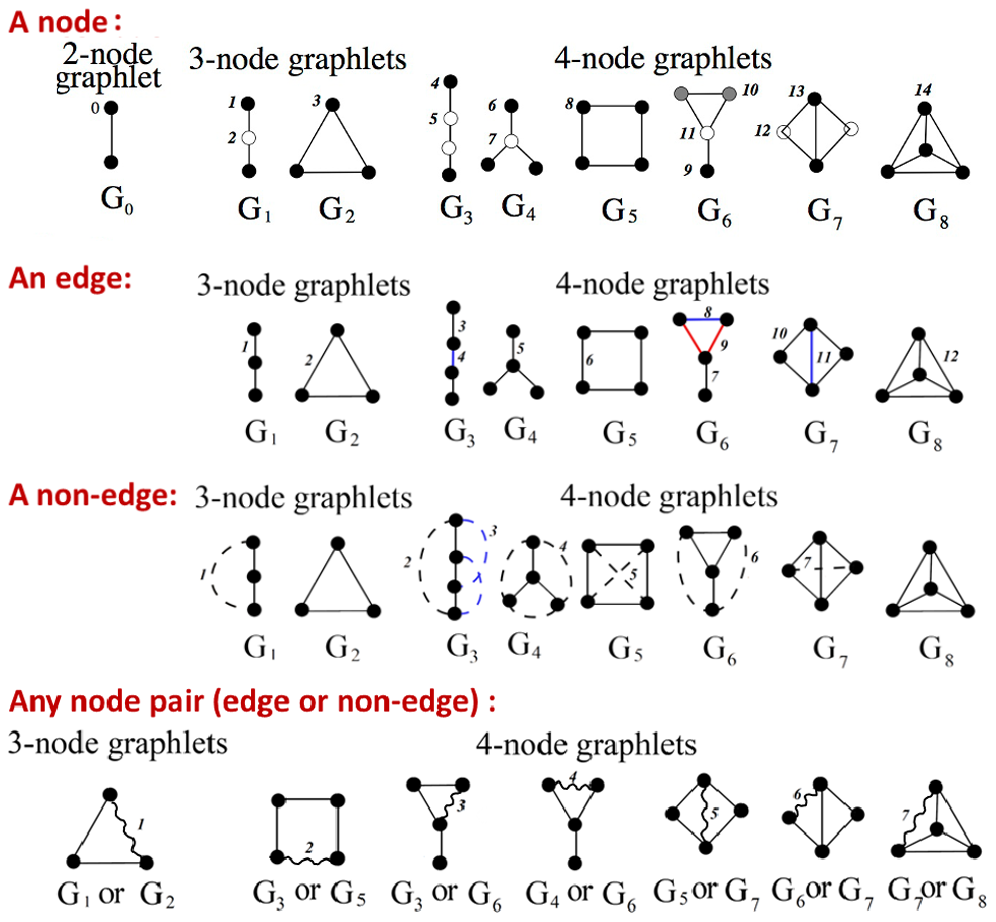 A node:
2-node
graphlet
3-node graphlets
4-node graphlets
0
1
2
3
4
5
6
7
8
10
11
9
13
12
14
G0
G1
G2
G3
G4
G5
G6
G7
G8
An edge:
3-node graphlets
4-node graphlets
1
2
3
4
5
6
8
9
7
10
11
12
G1
G2
G3
G4
G5
G6
G7
G8
A non-edge:
3-node graphlets
4-node graphlets
1
2
3
4
5
6
7
G1
G2
G3
G4
G5
G6
G7
G8
Any node pair (edge or non-edge) :
3-node graphlets
4-node graphlets
1
2
3
4
5
6
7
G1 or G2
G3 or G5
G3 or G6
G4 or G6
G5 or G7
G6 or G7
G7 or G8